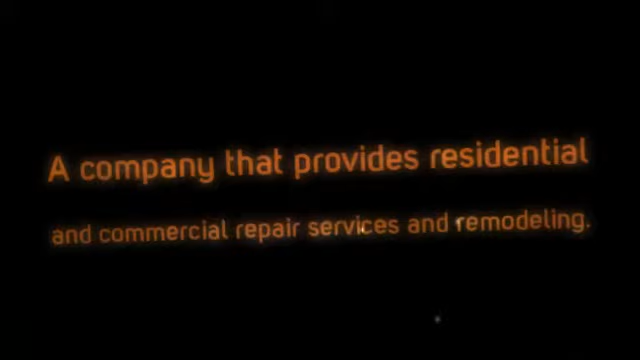 A company that provides residential
and commercial repair services and remodeling.